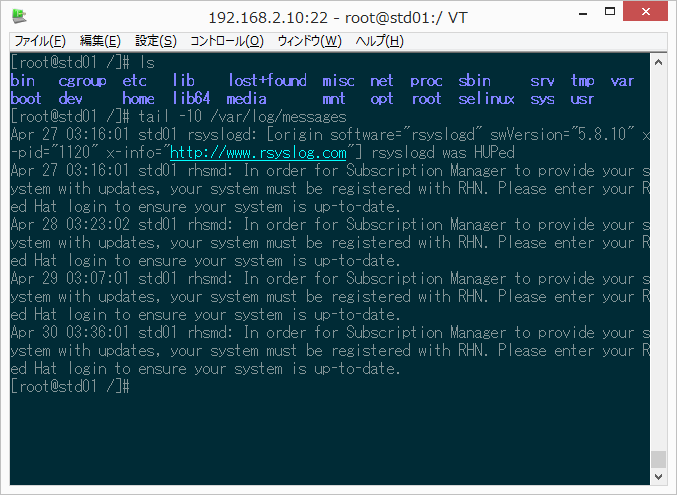 192.168.2.10:22 - root@std01:/ VT
ファイル(F) 編集(E) 設定(S) コントロール(O) ウィンドウ(W) ヘルプ(H)
[root@std01 /]# ls
bin cgroup etc lib lost+found misc net proc sbin srv tmp var
boot dev home lib64 media mnt opt root selinux sys usr
[root@std01 /]# tail -10 /var/log/messages
Apr 27 03:16:01 std01 rsyslogd: [origin software="rsyslogd" swVersion="5.8.10" x
-pid="1120" x-info="http://www.rsyslog.com"] rsyslogd was HUPed
Apr 27 03:16:01 std01 rhsmd: In order for Subscription Manager to provide your s
ystem with updates, your system must be registered with RHN. Please enter your R
ed Hat login to ensure your system is up-to-date.
Apr 28 03:23:02 std01 rhsmd: In order for Subscription Manager to provide your s
ystem with updates, your system must be registered with RHN. Please enter your R
ed Hat login to ensure your system is up-to-date.
Apr 29 03:07:01 std01 rhsmd: In order for Subscription Manager to provide your s
ystem with updates, your system must be registered with RHN. Please enter your R
ed Hat login to ensure your system is up-to-date.
Apr 30 03:36:01 std01 rhsmd: In order for Subscription Manager to provide your s
ystem with updates, your system must be registered with RHN. Please enter your R
ed Hat login to ensure your system is up-to-date.
[root@std01 /]#